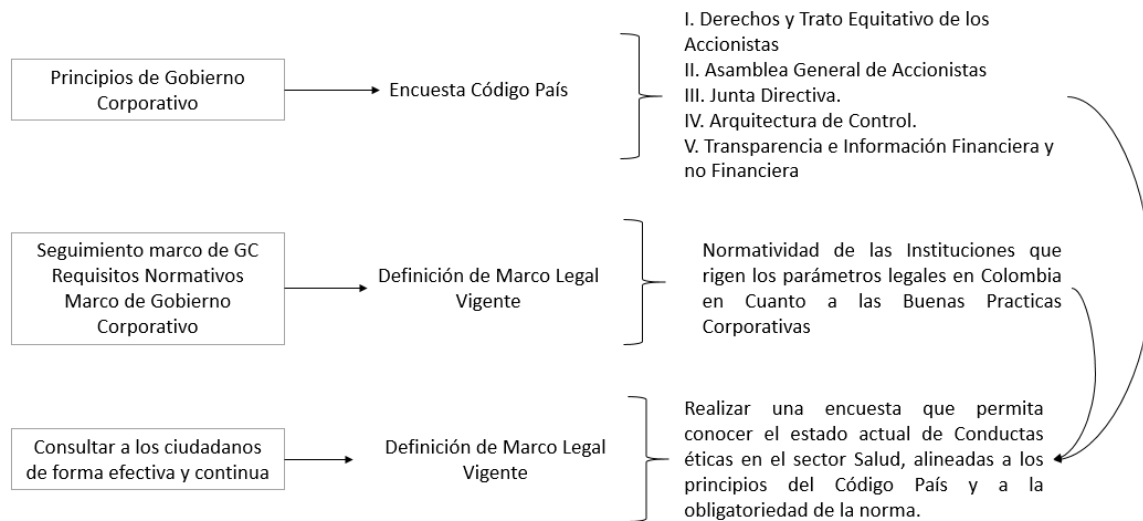 Principios de Gobierno
Corporativo
Encuesta Código País
I. Derechos y Trato Equitativo de los
Accionistas
II. Asamblea General de Accionistas
III. Junta Directiva.
IV. Arquitectura de Control.
V. Transparencia e Información Financiera y
no Financiera
Seguimiento marco de GC
Requisitos Normativos
Marco de Gobierno
Corporativo
Definición de Marco Legal
Vigente
Normatividad de las Instituciones que
rigen los parámetros legales en Colombia
en Cuanto a las Buenas Practicas
Corporativas
Consultar a los ciudadanos
de forma efectiva y continua
Definición de Marco Legal
Vigente
Realizar una encuesta que permita
conocer el estado actual de Conductas
éticas en el sector Salud, alineadas a los
principios del Código País y a la
obligatoriedad de la norma.